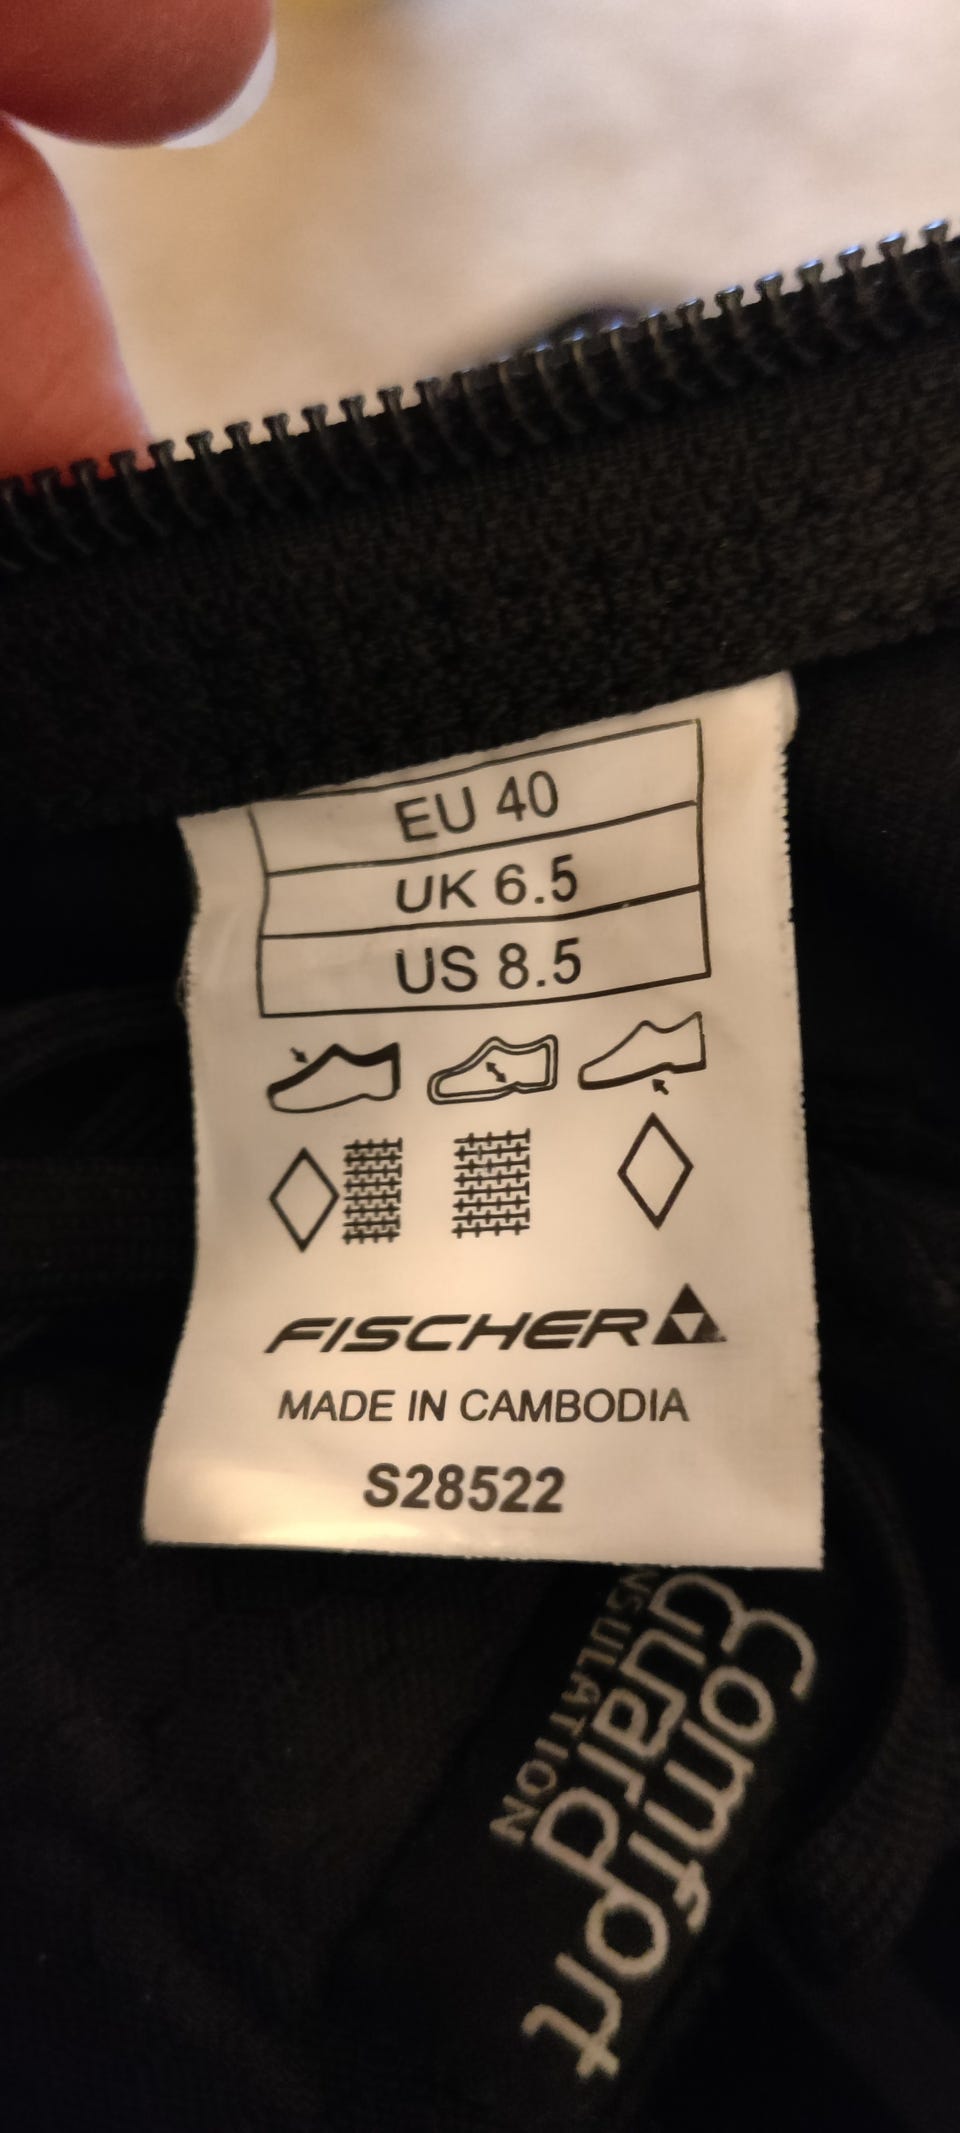 EU 40
UK 6.5
US 8.5
FISCHER
MADE IN CAMBODIA
S28522
Comfort
Guard
INSULATION